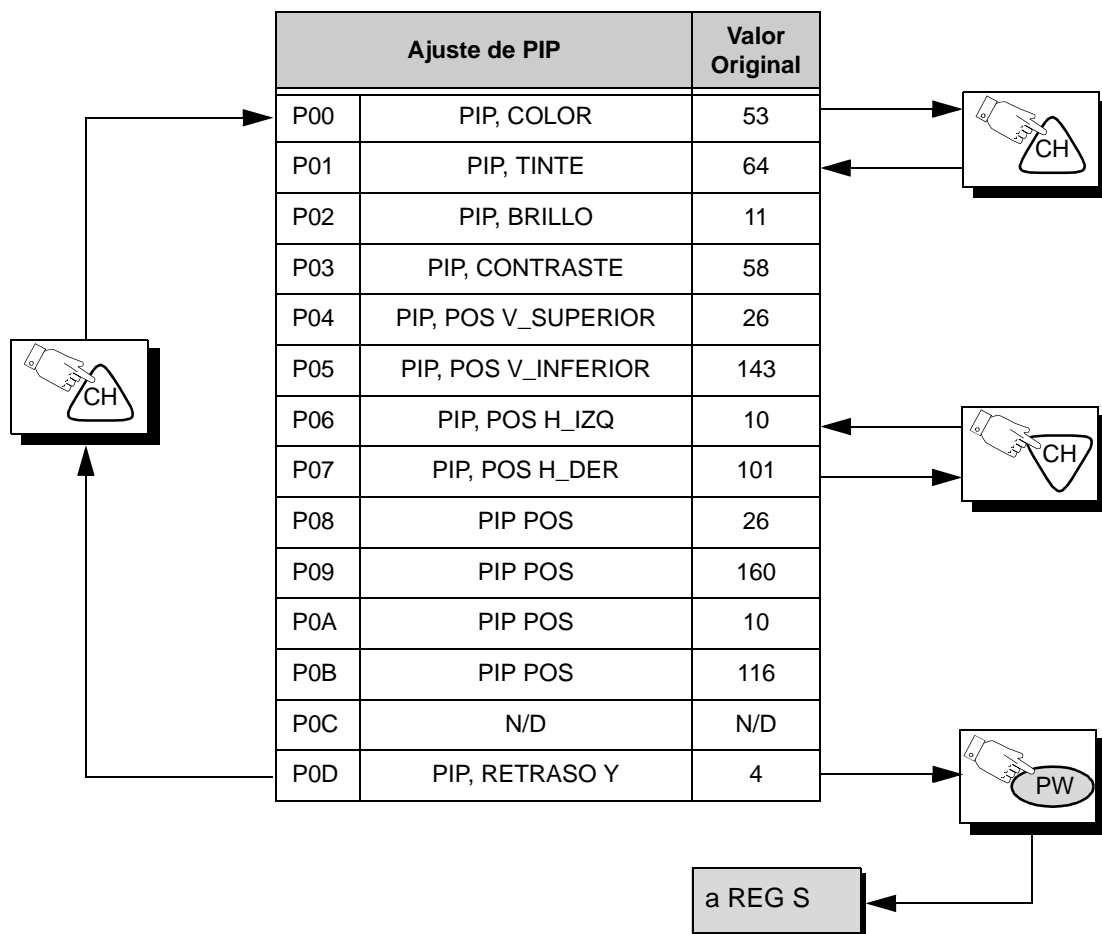 Ajuste de PIP Valor Original
P00 PIP, COLOR 53
P01 PIP, TINTE 64
P02 PIP, BRILLO 11
P03 PIP, CONTRASTE 58
P04 PIP, POS V_SUPERIOR 26
P05 PIP, POS V_INFERIOR 143
P06 PIP, POS H_IZQ 10
P07 PIP, POS H_DER 101
P08 PIP POS 26
P09 PIP POS 160
P0A PIP POS 10
P0B PIP POS 116
P0C N/D N/D
P0D PIP, RETRASO Y 4
CH
CH
CH
PW
a REG S